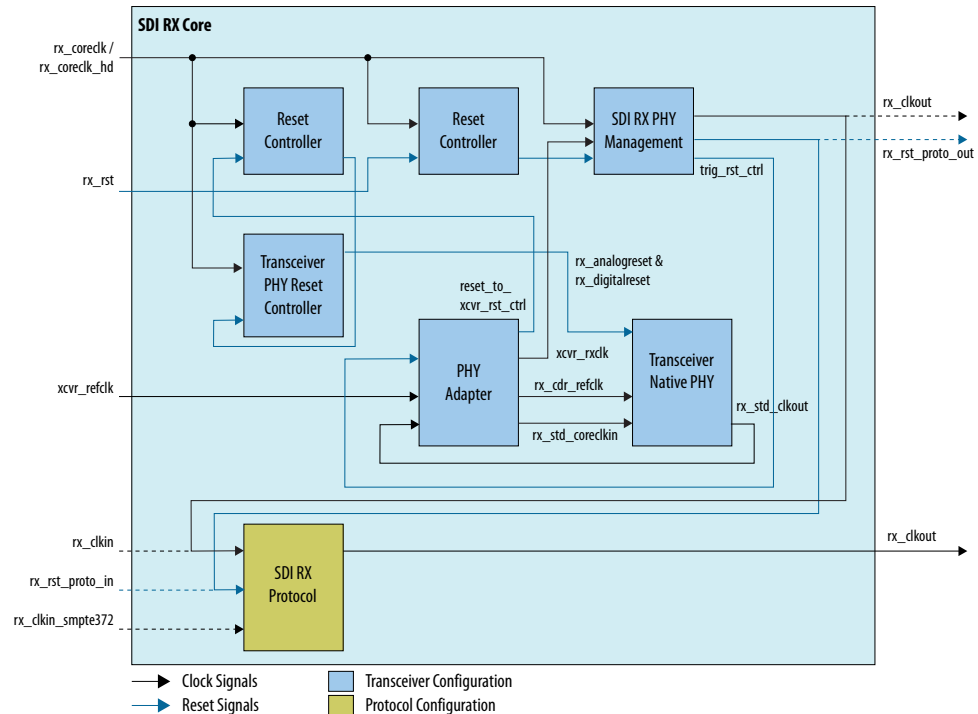 SDI RX Core
rx_coreclk /
rx_coreclk_hd
Reset
Controller
Reset
Controller
SDI RX PHY
Management
rx_clkout
rx_rst_proto_out
trig_rst_ctrl
rx_rst
Transceiver
PHY Reset
Controller
rx_analogreset &
rx_digitalreset
reset_to_
xcvr_rst_ctrl
PHY
Adapter
xcvr_rxclk
Transceiver
Native PHY
xcvr_refclk
rx_cdr_refclk
rx_std_clkout
rx_std_coreclkin
rx_clkin
rx_clkout
SDI RX
Protocol
rx_rst_proto_in
rx_clkin_smpte372
Clock Signals
Transceiver Configuration
Reset Signals
Protocol Configuration